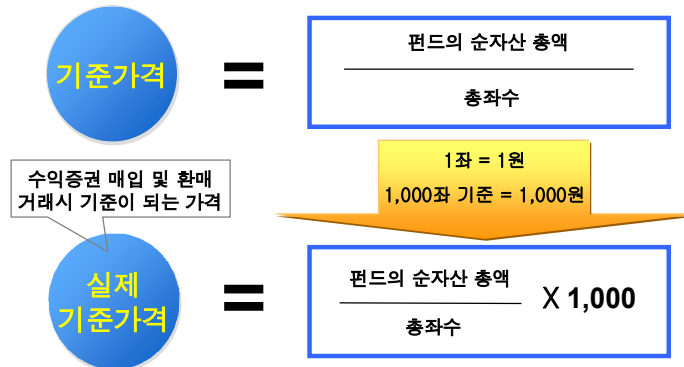 기준가격
=
펀드의 순자산 총액
총좌수
1좌 = 1원
1,000좌 기준 = 1,000원
수익증권 매입 및 환매
거래시 기준이 되는 가격
실제
기준가격
=
펀드의 순자산 총액
총좌수
X 1,000